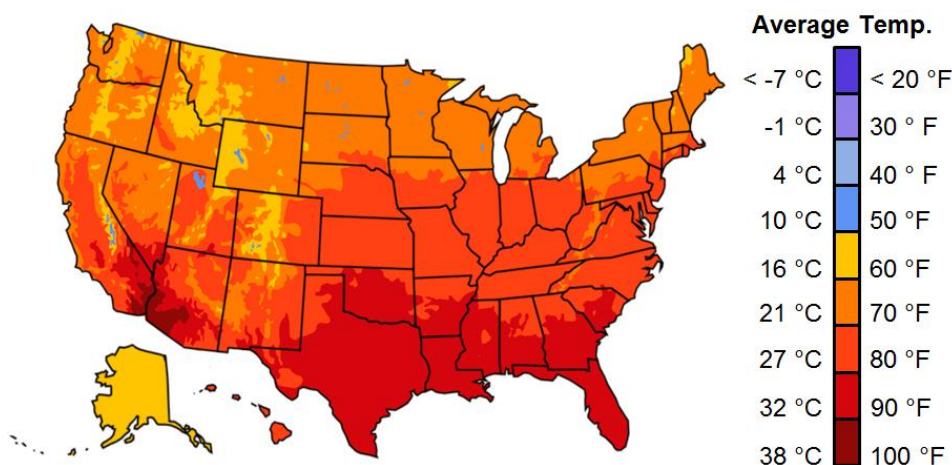 Average Temp.
< -7 °C < 20 °F
-1 °C 30 ° F
4 °C 40 ° F
10 °C 50 °F
16 °C 60 °F
21 °C 70 °F
27 °C 80 °F
32 °C 90 °F
38 °C 100 °F